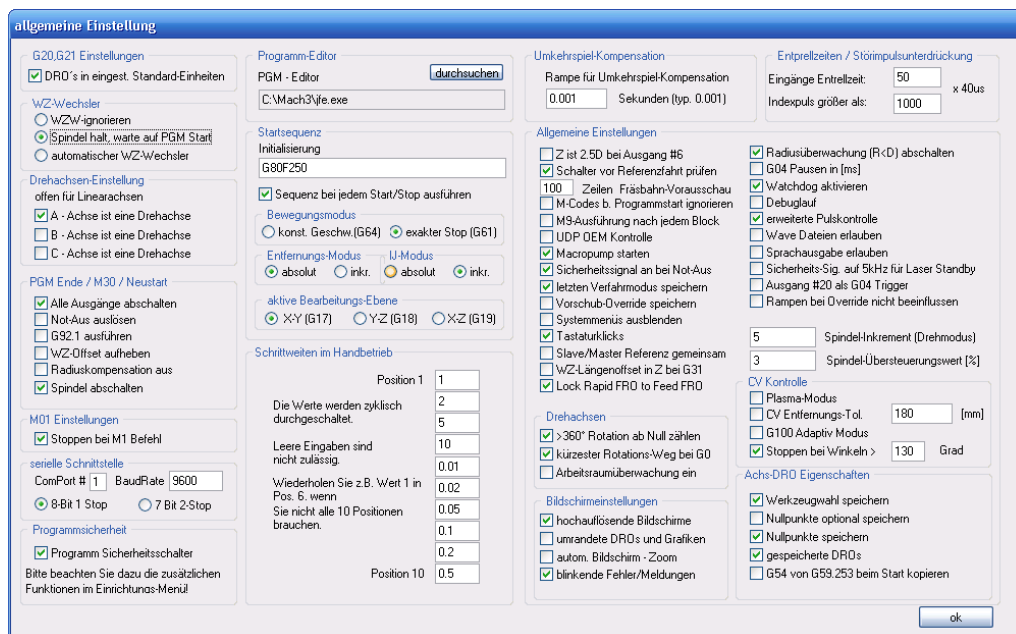 allgemeine Einstellung
G20,G21 Einstellungen
DRO´s in eingest. Standard-Einheiten
WZ-Wechsler
WZW-ignorieren
Spindel halt, warte auf PGM Start
automatischer WZ-Wechsler
Drehachsen-Einstellung
offen für Linearachsen
A - Achse ist eine Drehachse
B - Achse ist eine Drehachse
C - Achse ist eine Drehachse
PGM Ende / M30 / Neustart
Alle Ausgänge abschalten
Not-Aus auslösen
G92.1 ausführen
WZ-Offset aufheben
Radiuskompensation aus
Spindel abschalten
M01 Einstellungen
Stoppen bei M1 Befehl
serielle Schnittstelle
ComPort # 1 BaudRate 9600
8-Bit 1 Stop 7 Bit 2-Stop
Programmsicherheit
Programm Sicherheitsschalter
Bitte beachten Sie dazu die zusätzlichen
Funktionen im Einrichtungs-Menü!
Programm-Editor
PGM - Editor durchsuchen
C:\Mach3\jfe.exe
Startsequenz
Initialisierung
G80F250
Sequenz bei jedem Start/Stop ausführen
Bewegungsmodus
konst. Geschw.(G64) exakter Stop (G61)
Entfernungs-Modus IJ-Modus
absolut inkr. absolut inkr.
aktive Bearbeitungs-Ebene
X-Y (G17) Y-Z (G18) X-Z (G19)
Schrittweiten im Handbetrieb
Position 1 1
2
Die Werte werden zyklisch
durchgeschaltet.
5
10
Leere Eingaben sind
nicht zulässig.
0.01
Wiederholen Sie z.B. Wert 1 in
Pos. 6. wenn
0.02
Sie nicht alle 10 Positionen
brauchen.
0.05
0.1
0.2
Position 10 0.5
Umkehrspiel-Kompensation
Rampe für Umkehrspiel-Kompensation
0.001 Sekunden (typ. 0.001)
Entprellzeiten / Störimpulsunterdrückung
Eingänge Entrellzeit: 50
x 40us
Indexpuls größer als: 1000
Allgemeine Einstellungen
Z ist 2.5D bei Ausgang #6
Schalter vor Referenzfahrt prüfen
100 Zeilen Fräsbahn-Vorausschau
M-Codes b. Programmstart ignorieren
M9-Ausführung nach jedem Block
UDP OEM Kontrolle
Macropump starten
Sicherheitssignal an bei Not-Aus
letzten Verfahrmodus speichern
Vorschub-Override speichern
Systemmenüs ausblenden
Tastaturklicks
Slave/Master Referenz gemeinsam
WZ-Längenoffset in Z bei G31
Lock Rapid FRO to Feed FRO
Radiusüberwachung (R<D) abschalten
G04 Pausen in [ms]
Watchdog aktivieren
Debuglauf
erweiterte Pulskontrolle
Wave Dateien erlauben
Sprachausgabe erlauben
Sicherheits-Sig. auf 5kHz für Laser Standby
Ausgang #20 als G04 Trigger
Rampen bei Override nicht beeinflussen
5 Spindel-Inkrement (Drehmodus)
3 Spindel-Übersteuerungswert [%]
Drehachsen
>360° Rotation ab Null zählen
kürzester Rotations-Weg bei G0
Arbeitsraumüberwachung ein
Bildschirmeinstellungen
hochauflösende Bildschirme
umrandete DROs und Grafiken
autom. Bildschirm - Zoom
blinkende Fehler/Meldungen
CV Kontrolle
Plasma-Modus
CV Entfernungs-Tol. 180 [mm]
G100 Adaptiv Modus
Stoppen bei Winkeln > 130 Grad
Achs-DRO Eigenschaften
Werkzeugwahl speichern
Nullpunkte optional speichern
Nullpunkte speichern
gespeicherte DROs
G54 von G59.253 beim Start kopieren
ok